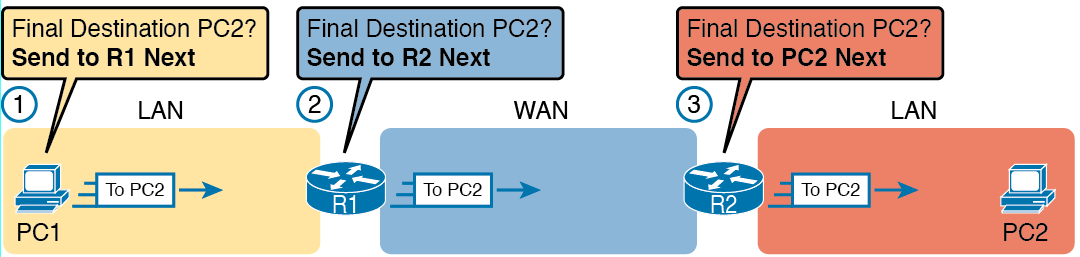 Final Destination PC2?
Send to R1 Next
Final Destination PC2?
Send to R2 Next
Final Destination PC2?
Send to PC2 Next
1
LAN
2
WAN
3
LAN
To PC2
R1
To PC2
R2
To PC2
PC1
PC2